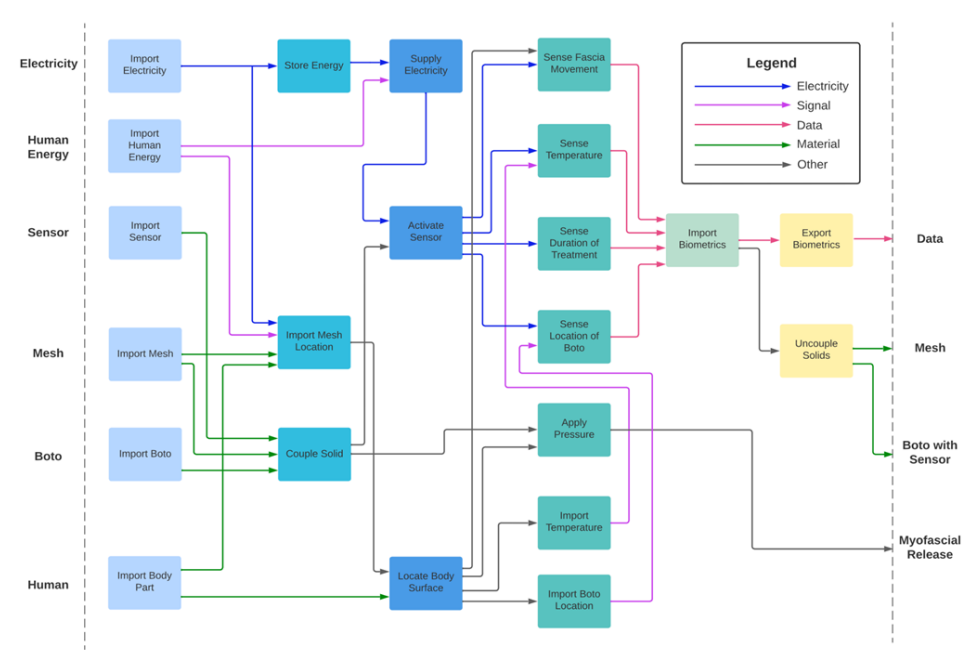 Electricity
Human
Energy
Sensor
Mesh
Boto
Human
Import
Electricity
Import
Human
Energy
Import
Sensor
Import Mesh
Import Boto
Import Body
Part
Store Energy
Import Mesh
Location
Couple Solid
Supply
Electricity
Activate
Sensor
Locate Body
Surface
Sense Fascia
Movement
Sense
Temperature
Sense
Duration of
Treatment
Sense
Location of
Boto
Apply
Pressure
Import
Temperature
Import Boto
Location
Import
Biometrics
Export
Biometrics
Uncouple
Solids
Legend
Electricity
Signal
Data
Material
Other
Data
Mesh
Boto with
Sensor
Myofascial
Release